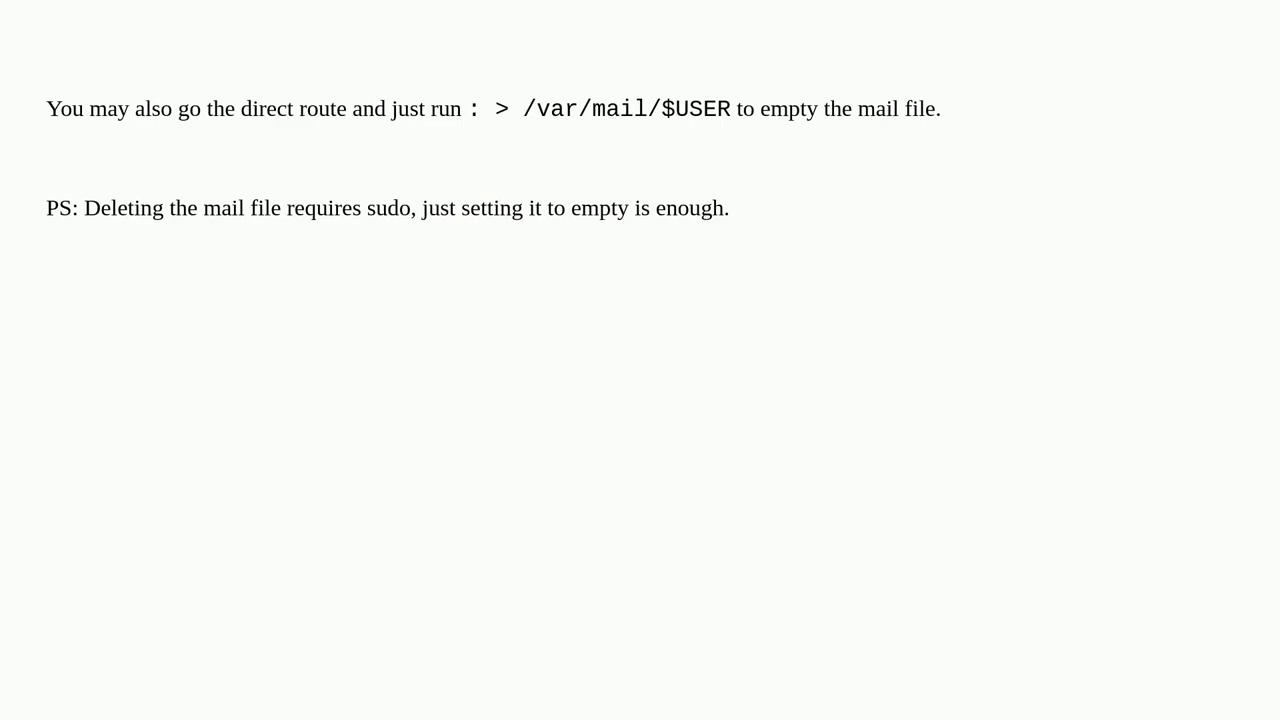 You may also go the direct route and just run : > /var/mail/$USER to empty the mail file.
PS: Deleting the mail file requires sudo, just setting it to empty is enough.